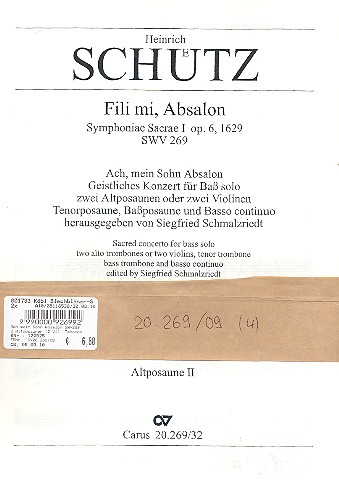 Heinrich
SCHÜTZ
Fili mi, Absalon
Symphoniae Sacrae I op. 6, 1629
SWV 269
Ach, mein Sohn Absalon
Geistliches Konzert für Baß solo
zwei Altposaunen oder zwei Violinen
Tenorposaune, Baßposaune und Basso continuo
herausgegeben von Siegfried Schmalzriedt
Sacred concerto for bass solo
two alto trombones or two violins, tenor trombone
bass trombone and basso continuo
edited by Siegfried Schmalzriedt
9990000926992
€ 6,80
20.269/09 (4)
Altposaune II
Carus 20.269/32